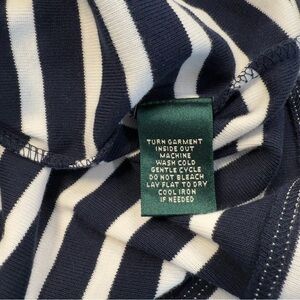 TURN GARMENT
INSIDE OUT
MACHINE
WASH COLD
GENTLE CYCLE
DO NOT BLEACH
LAY FLAT TO DRY
COOL IRON
IF NEEDED